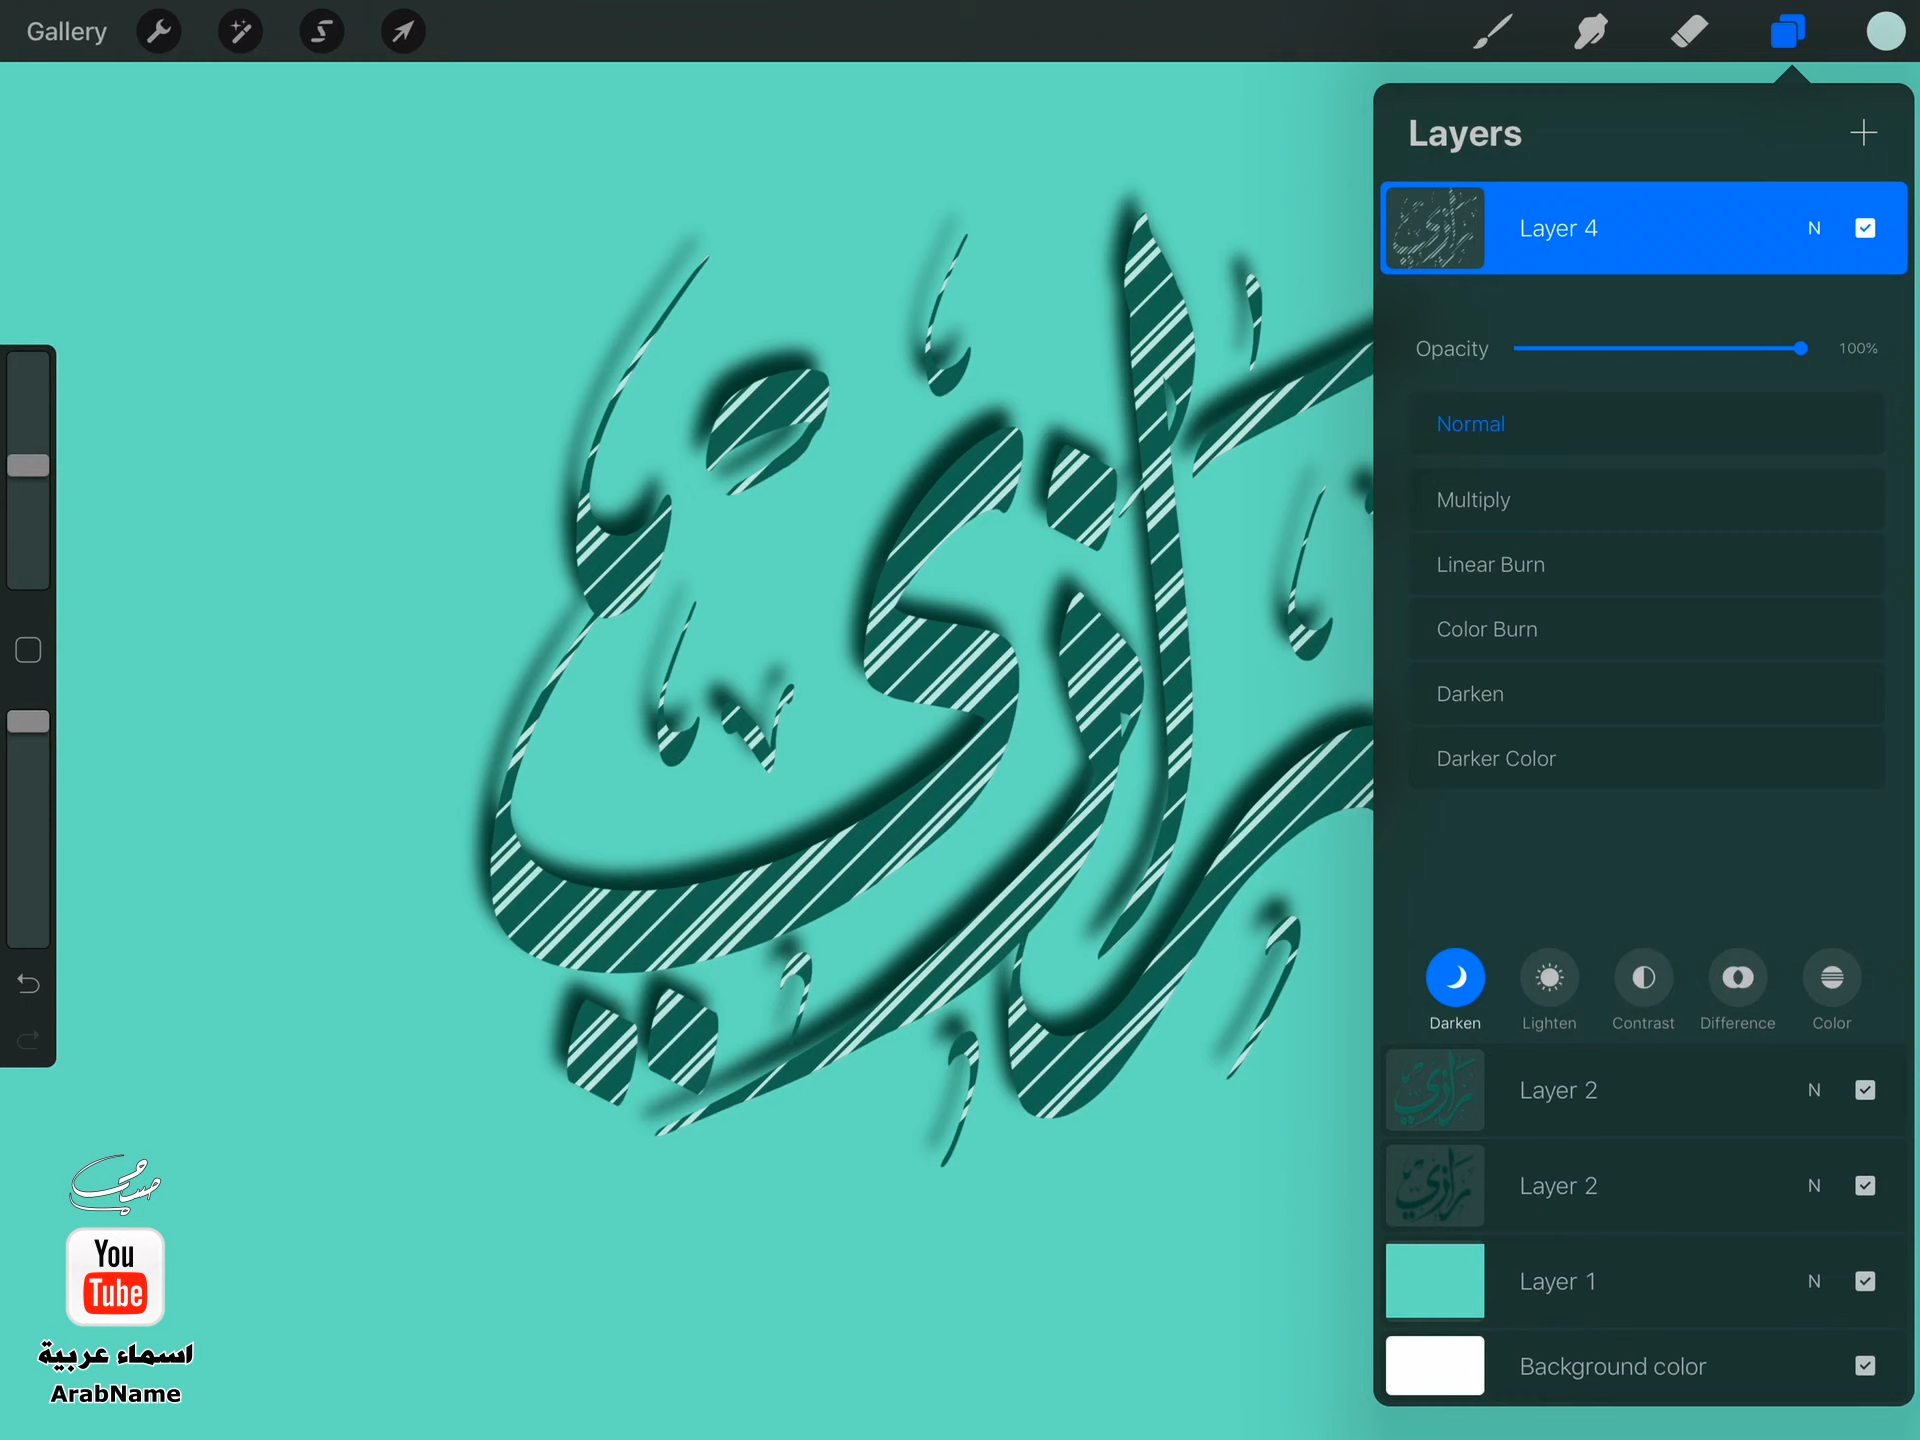 Gallery
Layers
Layer 4 N
Opacity 100%
Normal
Multiply
Linear Burn
Color Burn
Darken
Darker Color
Darken Lighten Contrast Difference Color
Layer 2 N
Layer 2 N
Layer 1 N
Background color
رازي
You
Tube
اسماء عربية
ArabName